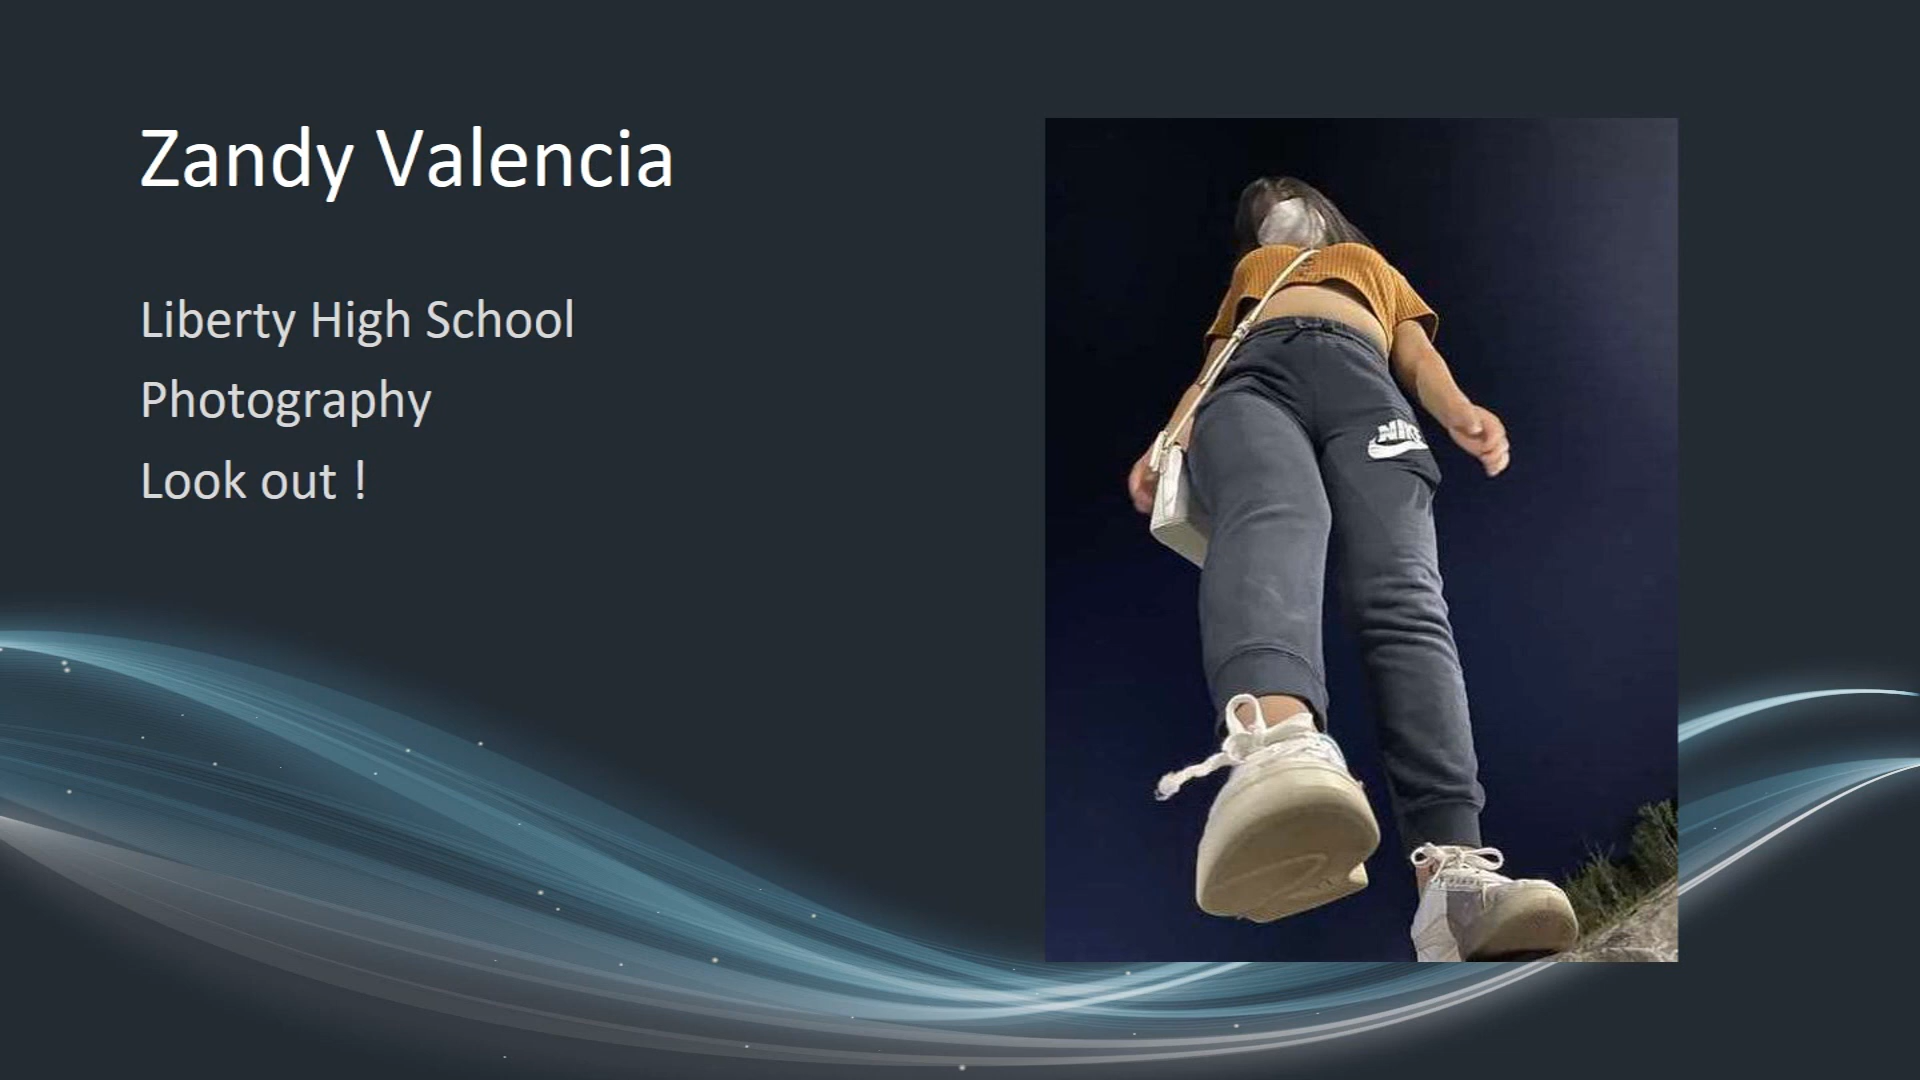 Zandy Valencia
Liberty High School
Photography
Look out !
NIKE